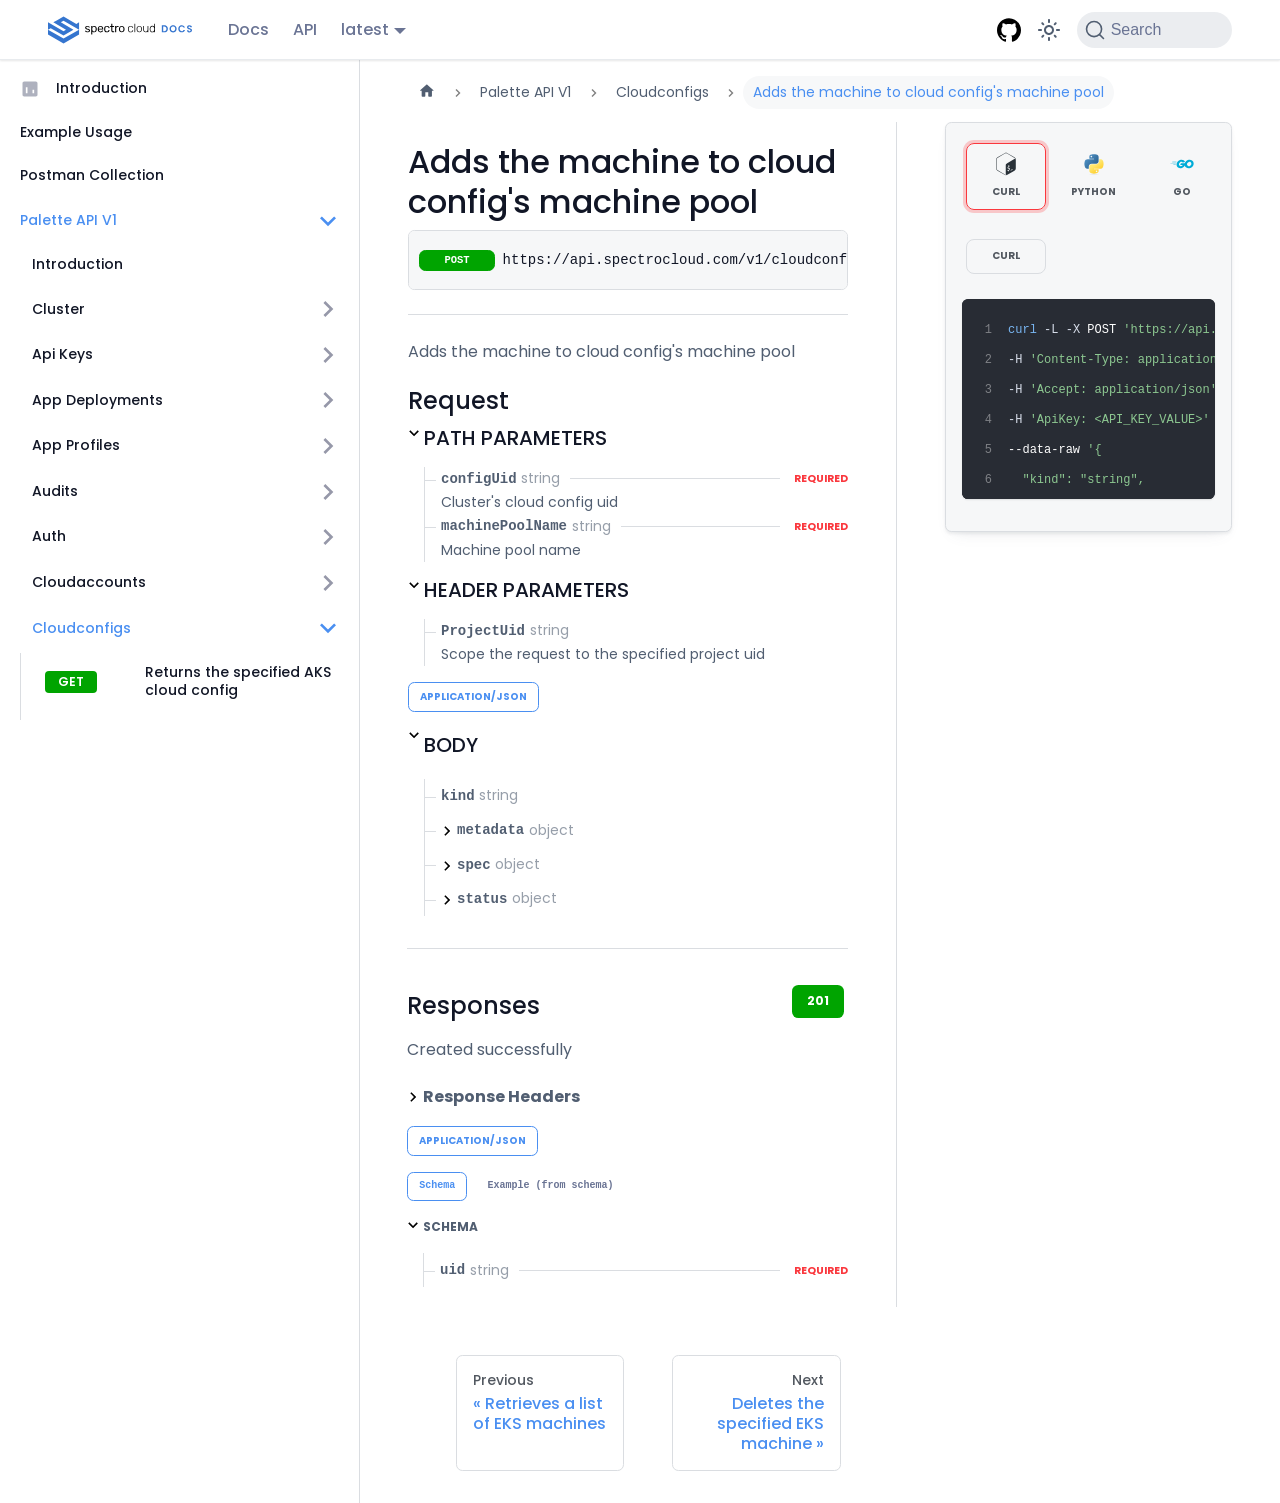 spectro cloud DOCS
Docs
API
latest
Search
Introduction
Example Usage
Postman Collection
Palette API V1
Introduction
Cluster
Api Keys
App Deployments
App Profiles
Audits
Auth
Cloudaccounts
Cloudconfigs
GET
Returns the specified AKS
cloud config
Palette API V1
Cloudconfigs
Adds the machine to cloud config's machine pool
Adds the machine to cloud
config's machine pool
POST https://api.spectrocloud.com/v1/cloudconf
Adds the machine to cloud config's machine pool
Request
PATH PARAMETERS
configUid string REQUIRED
Cluster's cloud config uid
machinePoolName string REQUIRED
Machine pool name
HEADER PARAMETERS
ProjectUid string
Scope the request to the specified project uid
APPLICATION/JSON
BODY
kind string
metadata object
spec object
status object
Responses
201
Created successfully
Response Headers
APPLICATION/JSON
Schema
Example (from schema)
SCHEMA
uid string REQUIRED
Previous
« Retrieves a list
of EKS machines
Next
Deletes the
specified EKS
machine »
CURL
PYTHON
GO
GO
CURL
1 curl -L -X POST 'https://api.
2 -H 'Content-Type: application
3 -H 'Accept: application/json'
4 -H 'ApiKey: <API_KEY_VALUE>'
5 --data-raw '{
6 "kind": "string",